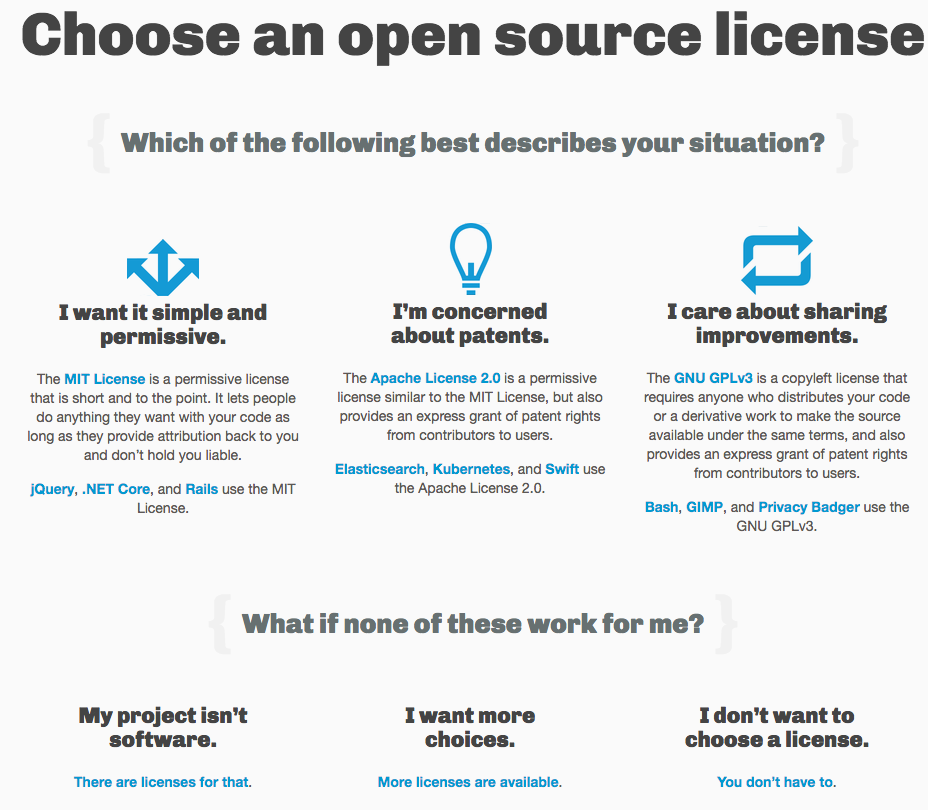 Choose an open source license
{ Which of the following best describes your situation? }
I want it simple and
permissive.
The MIT License is a permissive license
that is short and to the point. It lets people
do anything they want with your code as
long as they provide attribution back to you
and don’t hold you liable.
jQuery, .NET Core, and Rails use the MIT
License.
I’m concerned
about patents.
The Apache License 2.0 is a permissive
license similar to the MIT License, but also
provides an express grant of patent rights
from contributors to users.
Elasticsearch, Kubernetes, and Swift use
the Apache License 2.0.
I care about sharing
improvements.
The GNU GPLv3 is a copyleft license that
requires anyone who distributes your code
or a derivative work to make the source
available under the same terms, and also
provides an express grant of patent rights
from contributors to users.
Bash, GIMP, and Privacy Badger use the
GNU GPLv3.
{ What if none of these work for me? }
My project isn’t
software.
There are licenses for that.
I want more
choices.
More licenses are available.
I don’t want to
choose a license.
You don’t have to.